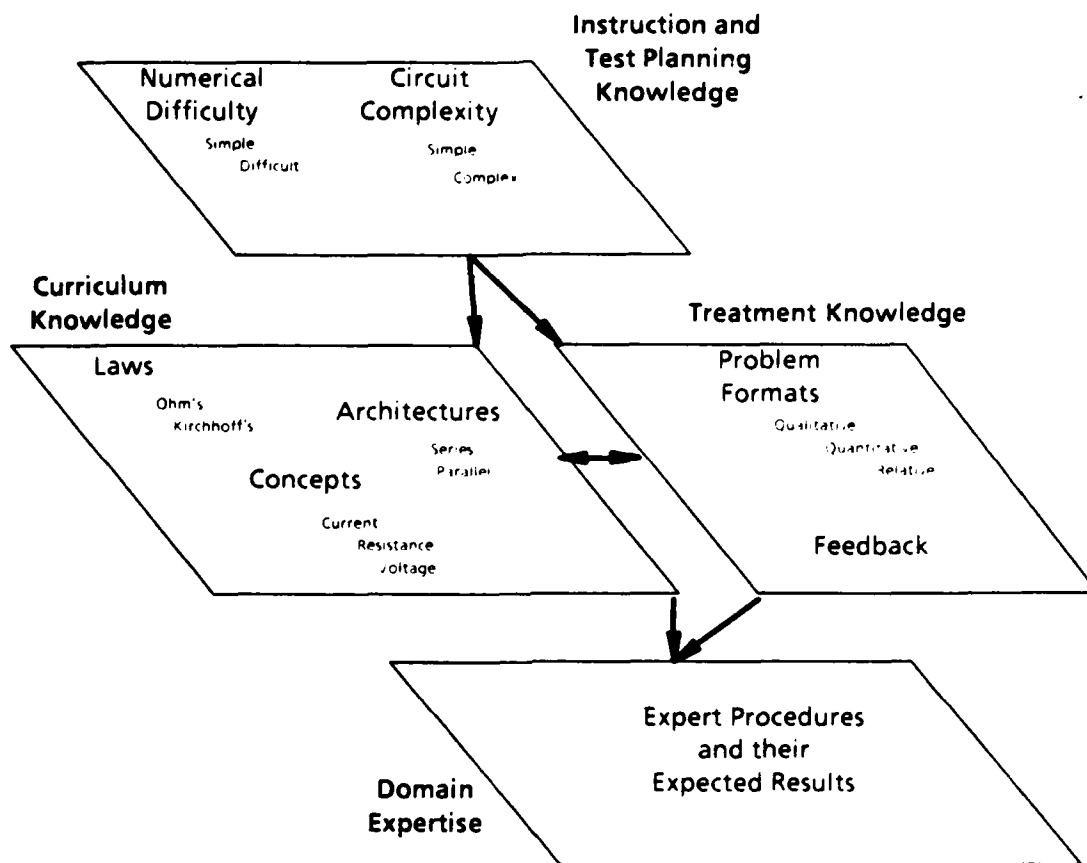 Instruction and
Test Planning
Knowledge
Numerical
Difficulty
Simple
Difficult
Circuit
Complexity
Simple
Complex
Curriculum
Knowledge
Laws
Ohm's
Kirchhoff's
Architectures
Series
Parallel
Concepts
Current
Resistance
Voltage
Treatment Knowledge
Problem
Formats
Qualitative
Quantitative
Relative
Feedback
Domain
Expertise
Expert Procedures
and their
Expected Results